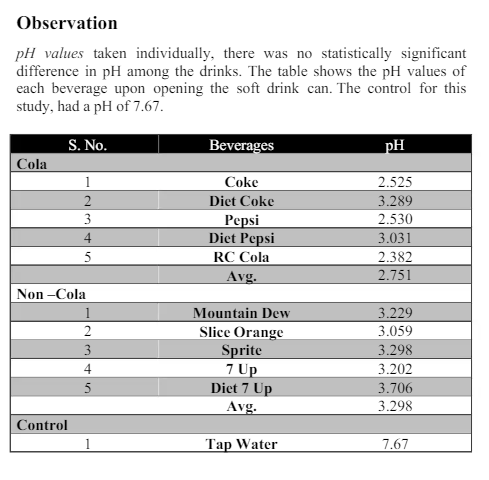 Observation
pH values taken individually, there was no statistically significant
difference in pH among the drinks. The table shows the pH values of
each beverage upon opening the soft drink can. The control for this
study, had a pH of 7.67.
S. No. Beverages pH
Cola
1 Coke 2.525
2 Diet Coke 3.289
3 Pepsi 2.530
4 Diet Pepsi 3.031
5 RC Cola 2.382
Avg. 2.751
Non –Cola
1 Mountain Dew 3.229
2 Slice Orange 3.059
3 Sprite 3.298
4 7 Up 3.202
5 Diet 7 Up 3.706
Avg. 3.298
Control
1 Tap Water 7.67